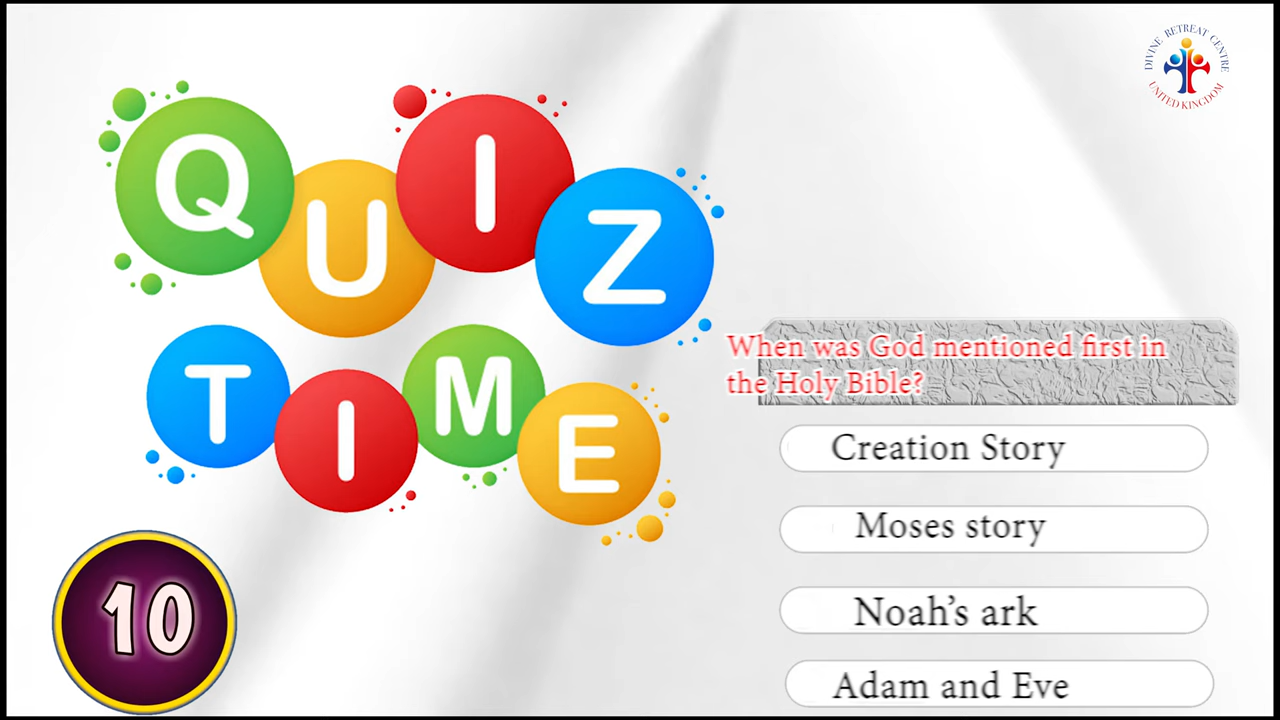 DIVINE RETREAT CENTRE
UNITED KINGDOM
QUIZ
TIME
When was God mentioned first in
the Holy Bible?
Creation Story
Moses story
Noah's ark
Adam and Eve
10